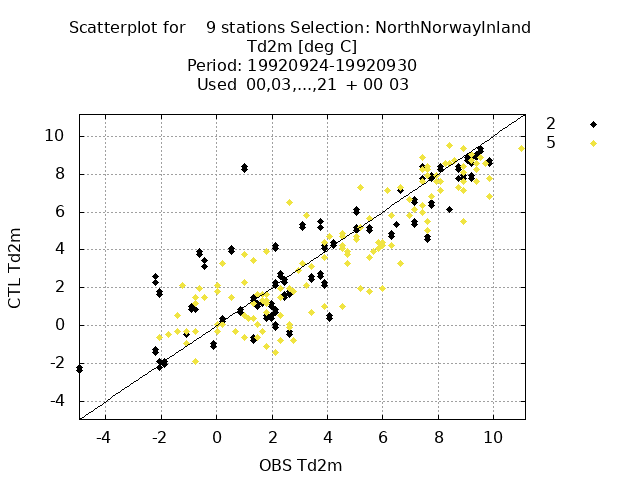 Scatterplot for 9 stations Selection: NorthNorwayInland
Td2m [deg C]
Period: 19920924-19920930
Used 00,03,...,21 + 00 03
2
5
10
8
6
4
2
0
-2
-4
CTL Td2m
-4 -2 0 2 4 6 8 10
OBS Td2m